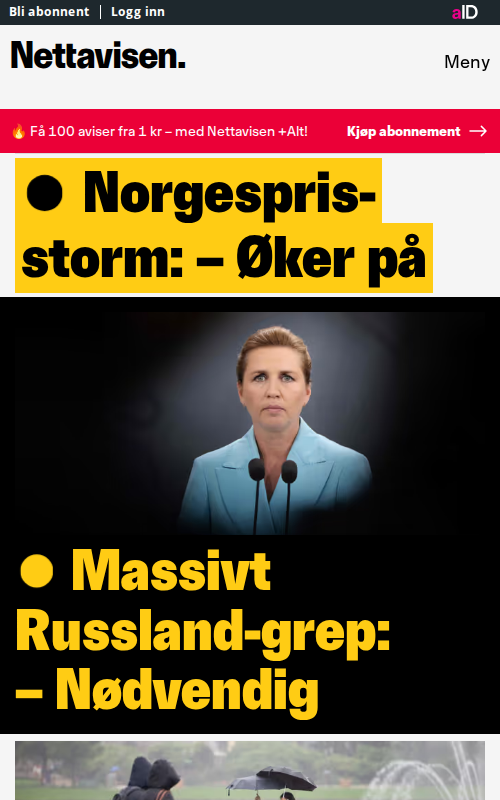 Bli abonnent | Logg inn
aID
Nettavisen.
Meny
🔥 Få 100 aviser fra 1 kr – med Nettavisen +Alt!
Kjøp abonnement →
● Norgespris-
storm: – Øker på
● Massivt
Russland-grep:
– Nødvendig